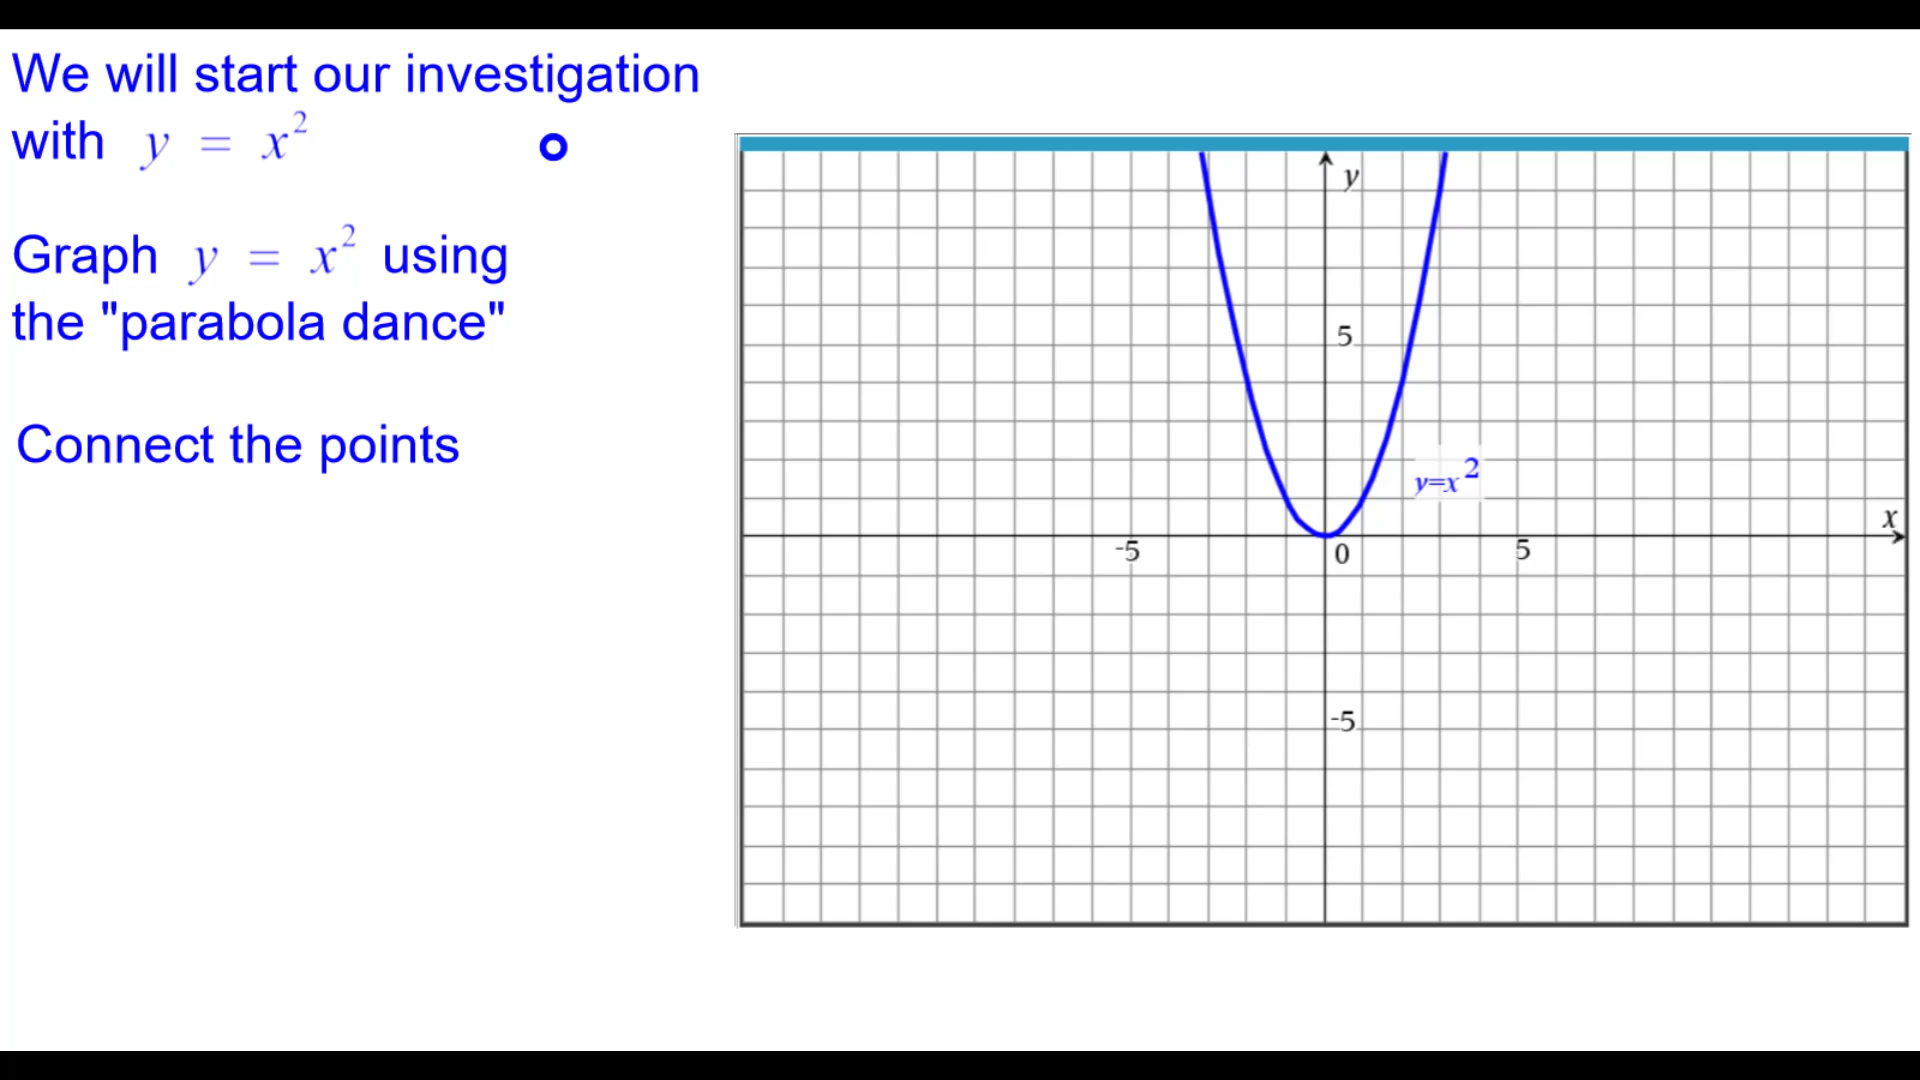 We will start our investigation
with y = x²
Graph y = x² using
the "parabola dance"
Connect the points
y
5
y=x²
x
-5
0
5
-5